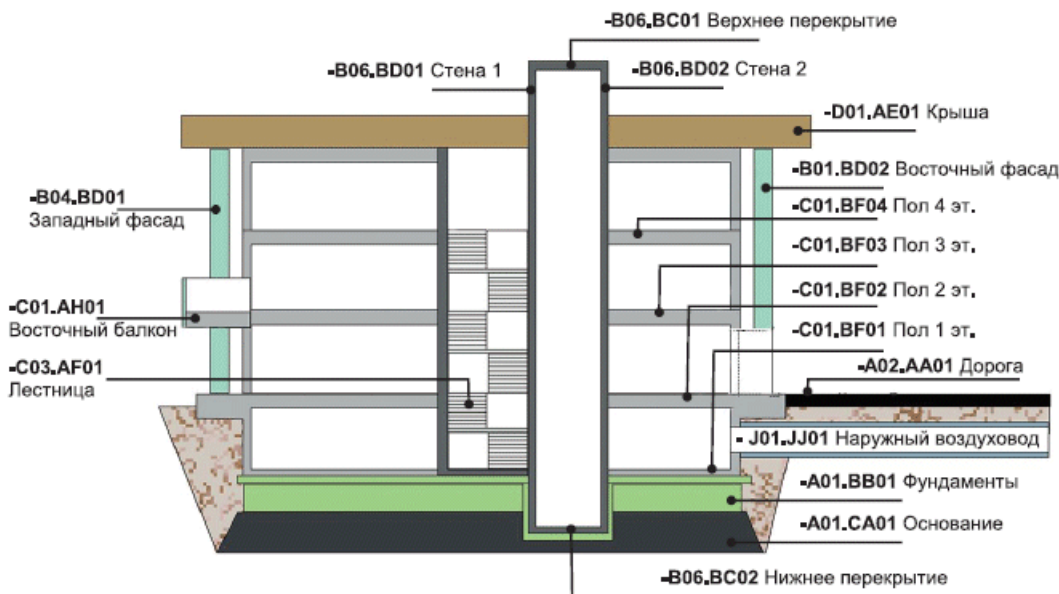 -B06.BC01 Верхнее перекрытие
-B06.BD01 Стена 1
-B06.BD02 Стена 2
-D01.AE01 Крыша
-B01.BD02 Восточный фасад
-B04.BD01
Западный фасад
-C01.BF04 Пол 4 эт.
-C01.BF03 Пол 3 эт.
-C01.BF02 Пол 2 эт.
-C01.AH01
Восточный балкон
-C01.BF01 Пол 1 эт.
-C03.AF01
Лестница
-A02.AA01 Дорога
- J01.JJ01 Наружный воздуховод
-A01.BB01 Фундаменты
-A01.CA01 Основание
-B06.BC02 Нижнее перекрытие